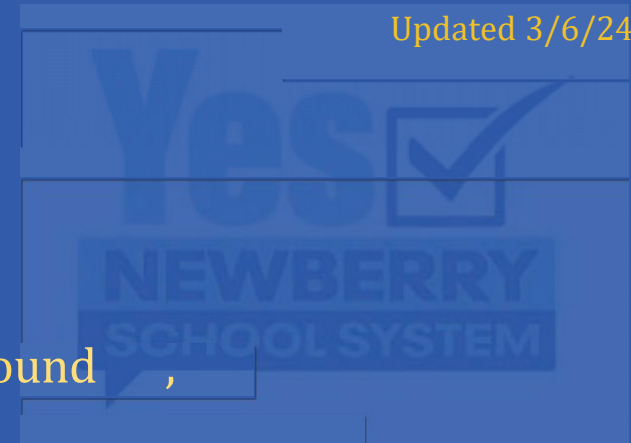 Updated 3/6/24
Yes
NEWBERRY
SCHOOL SYSTEM
ound ,